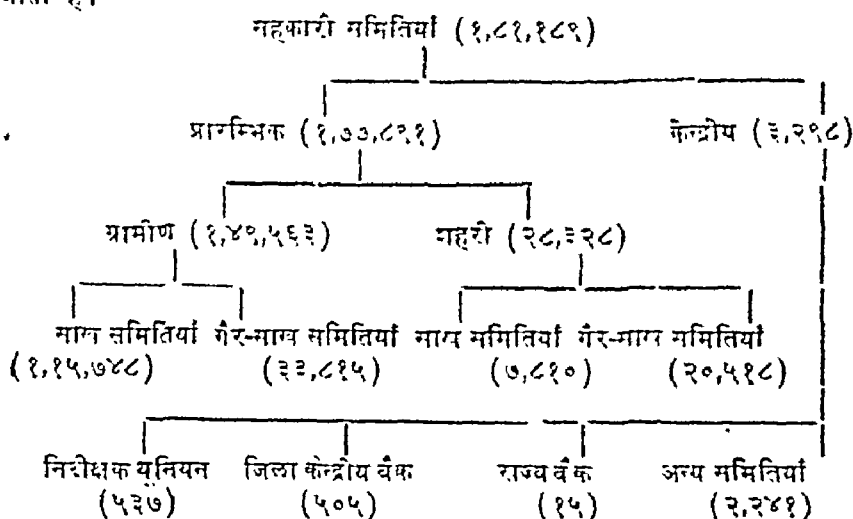 सहकारी समितियां (१,८१,१८९)
प्रारम्भिक (१,७७,८९१) केन्द्रीय (३,२९८)
ग्रामीण (१,४९,५६३) शहरी (२८,३२८)
साख समितियां गैर-साख समितियां साख समितियां गैर-साख समितियां
(१,१५,७४८) (३३,८१५) (७,८१०) (२०,५१८)
निरीक्षक यूनियन जिला केन्द्रीय बैंक राज्य बैंक अन्य समितियां
(५३७) (५०५) (१५) (२,२४१)